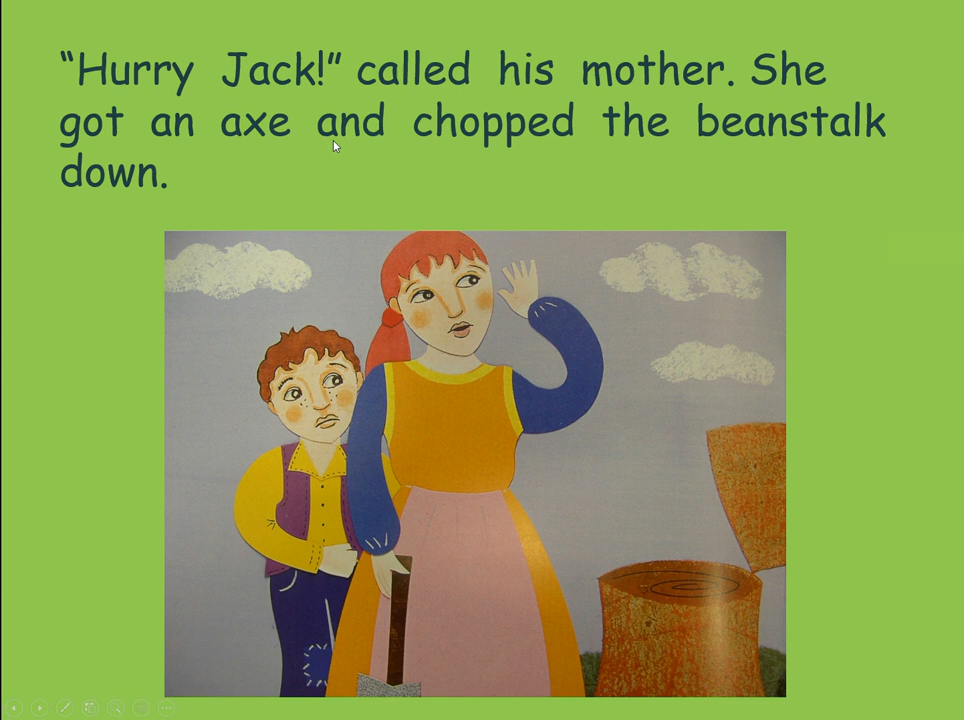 “Hurry Jack!” called his mother. She
got an axe and chopped the beanstalk
down.